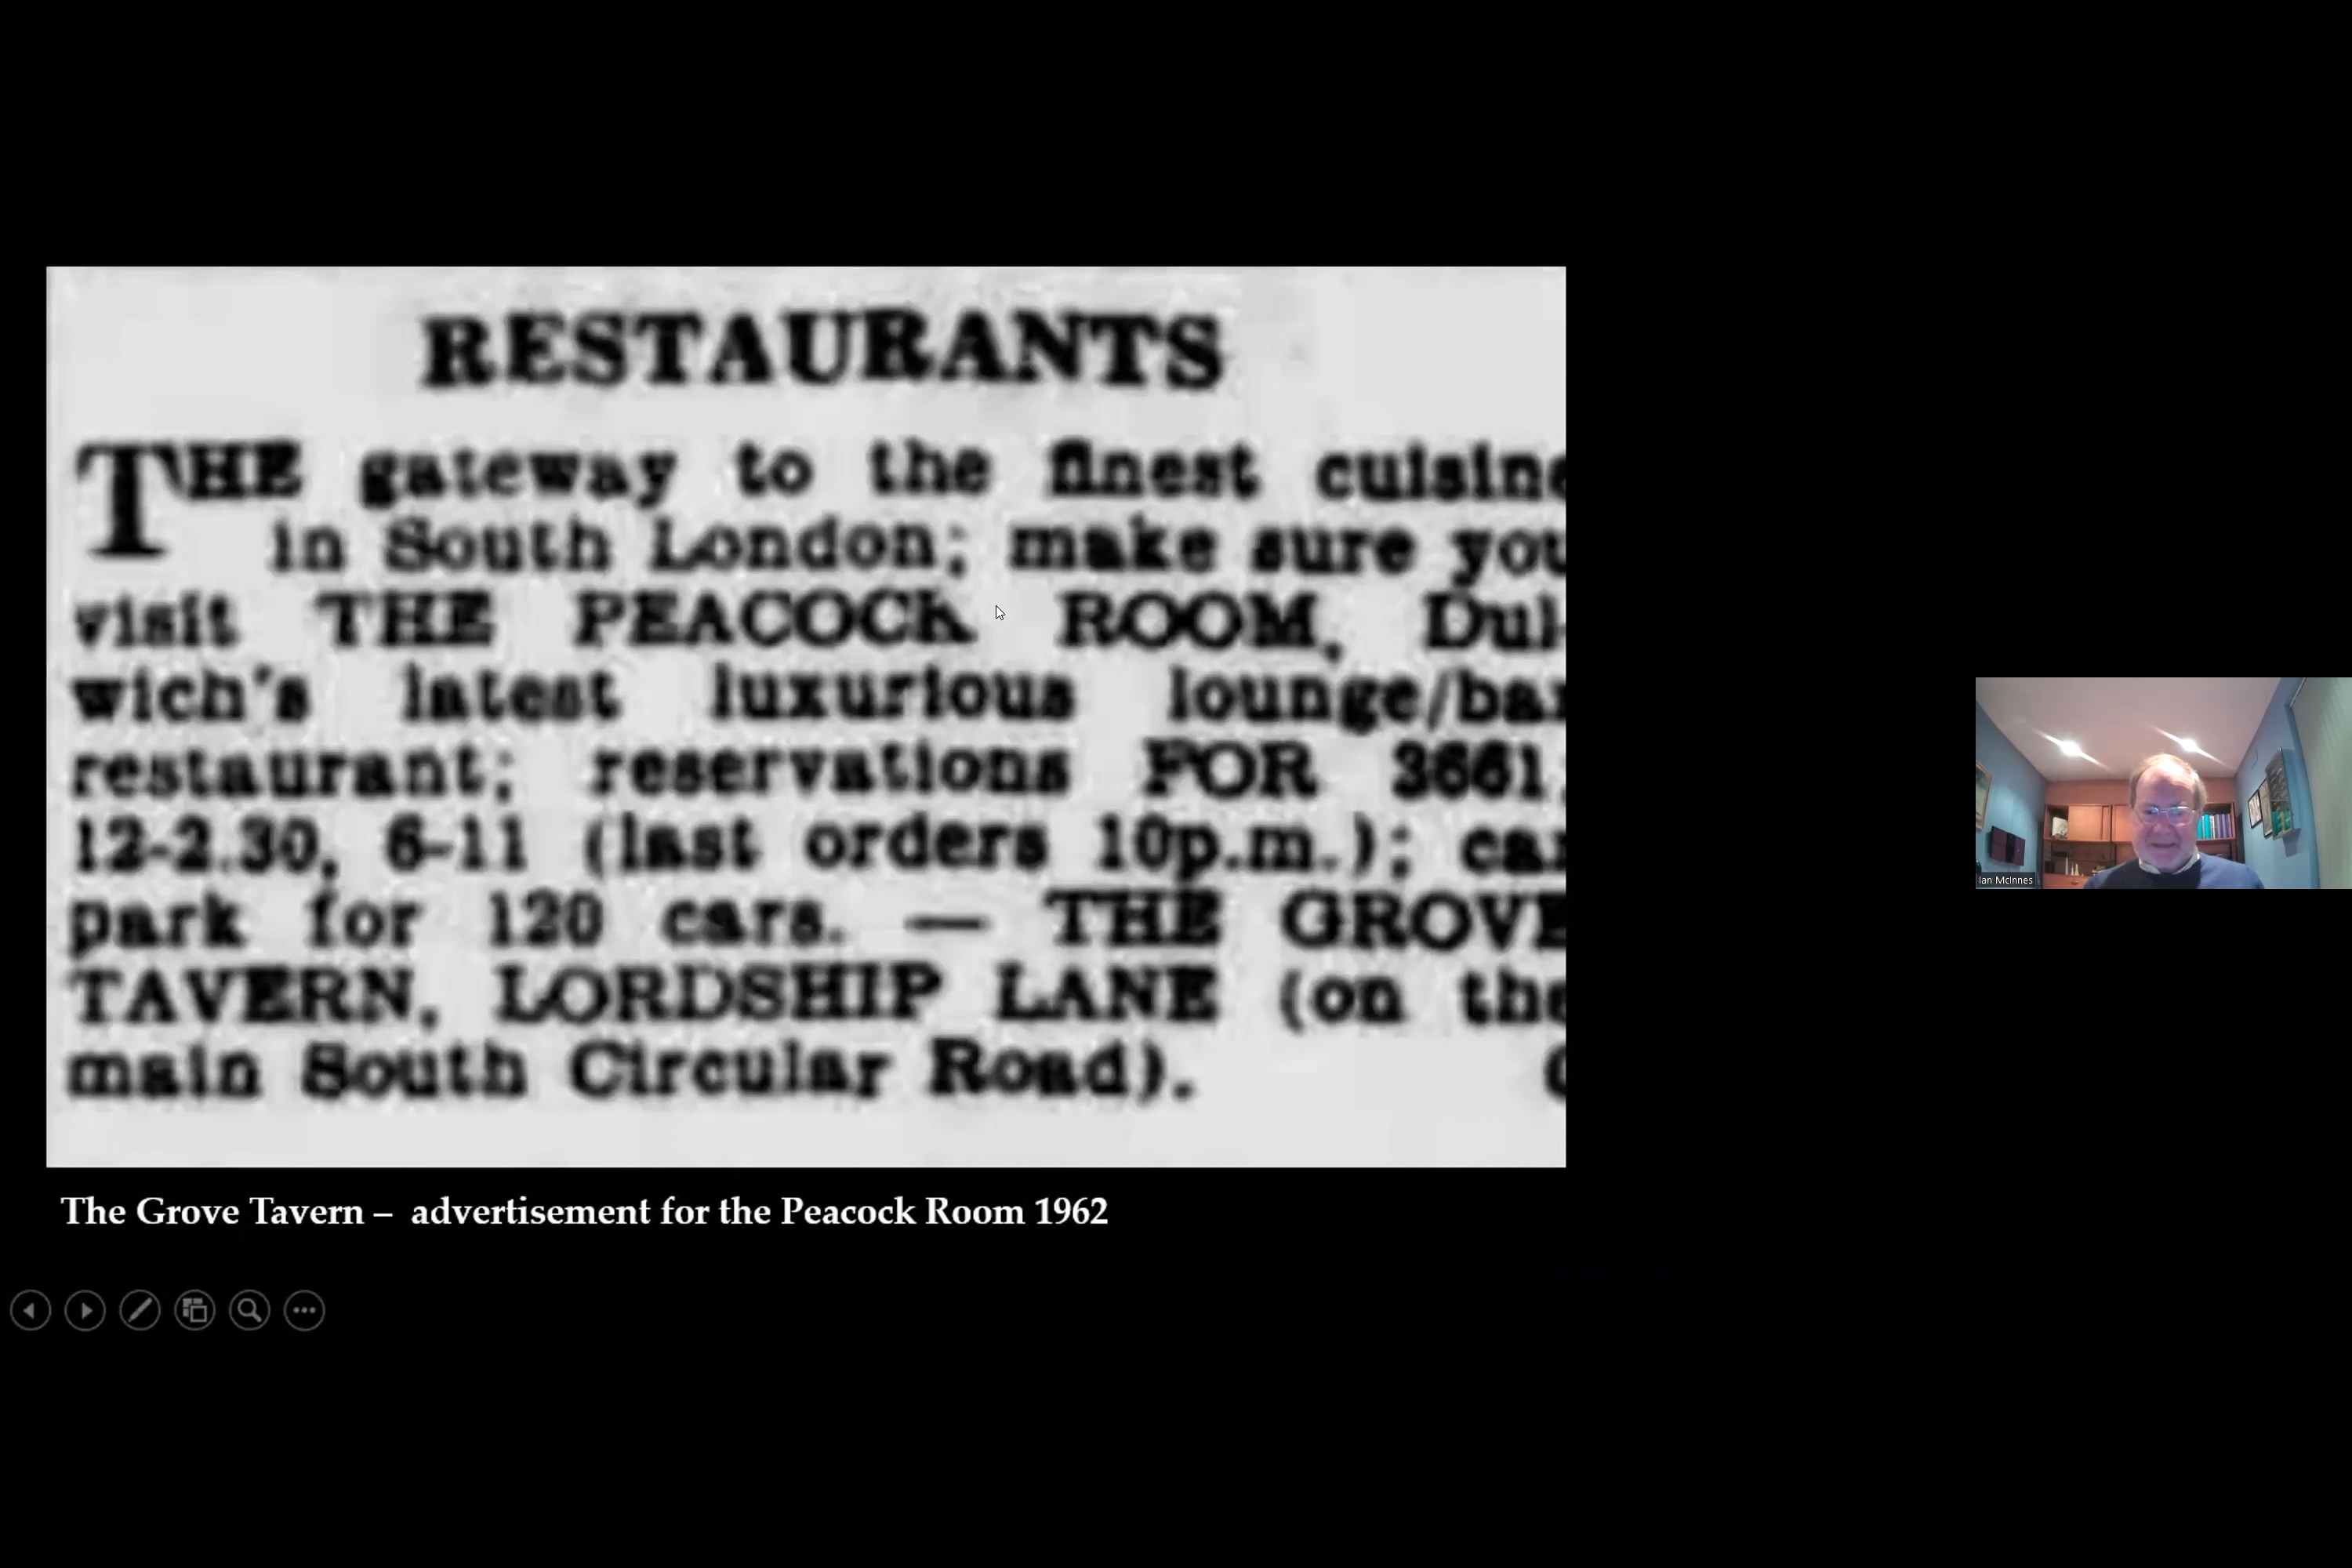 RESTAURANTS
THE gateway to the finest cuisine
in South London; make sure you
visit THE PEACOCK ROOM, Dul-
wich's latest luxurious lounge/bar
restaurant; reservations FOR 3661;
12-2.30, 6-11 (last orders 10p.m.); car
park for 120 cars. — THE GROVE
TAVERN, LORDSHIP LANE (on the
main South Circular Road).
The Grove Tavern – advertisement for the Peacock Room 1962
Ian McInnes